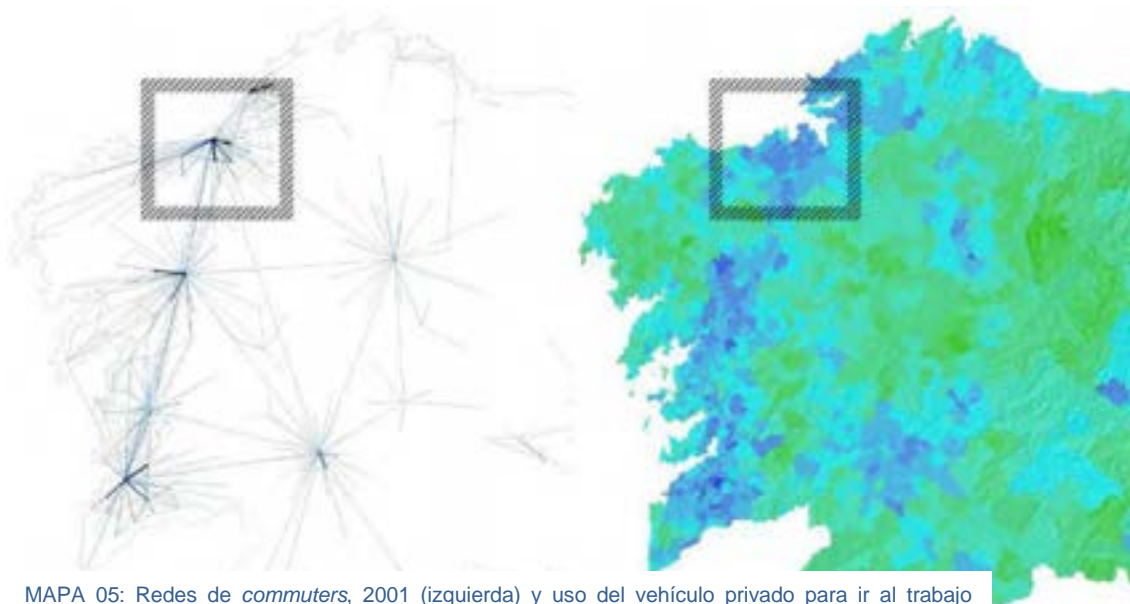 MAPA 05: Redes de commuters, 2001 (izquierda) y uso del vehículo privado para ir al trabajo